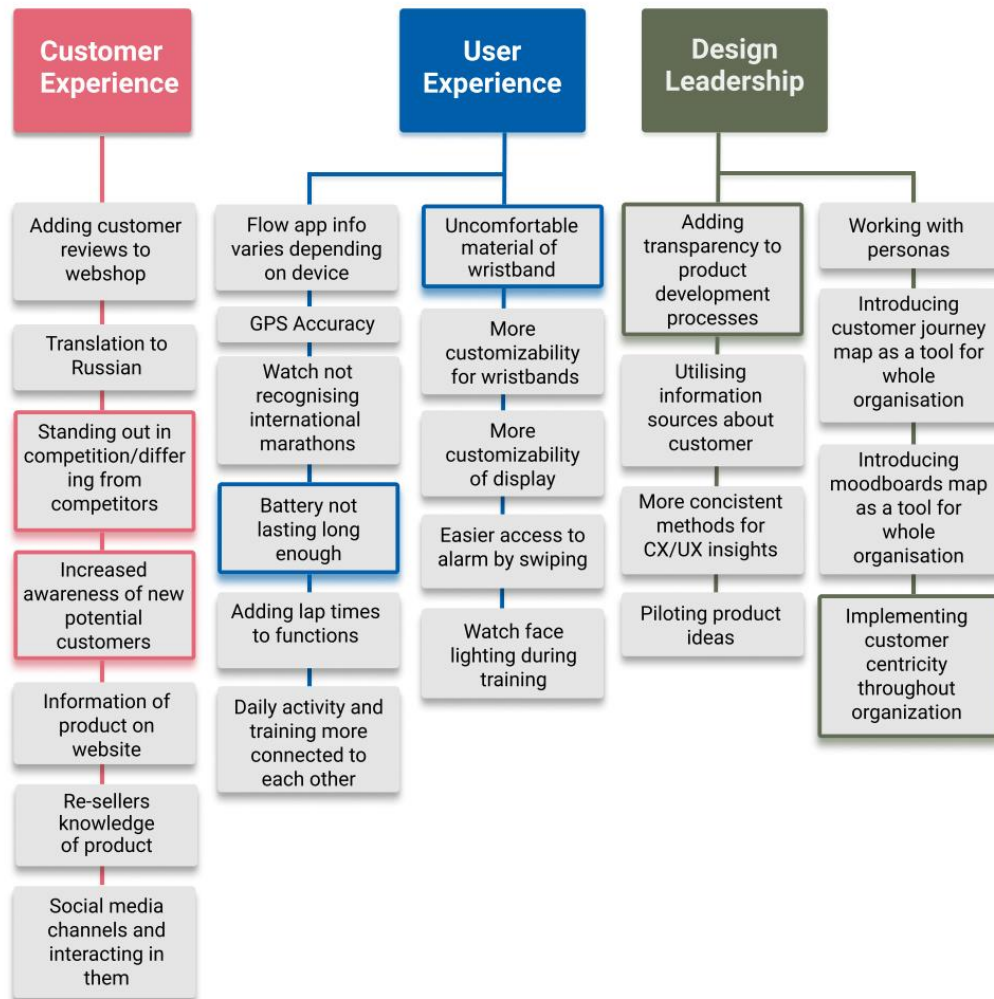 Customer
Experience
Adding customer
reviews to
webshop
Translation to
Russian
Standing out in
competition/differ
ing from
competitors
Increased
awareness of new
potential
customers
Information of
product on
website
Re-sellers
knowledge
of product
Social media
channels and
interacting in
them
User
Experience
Flow app info
varies depending
on device
GPS Accuracy
Watch not
recognising
international
marathons
Battery not
lasting long
enough
Adding lap times
to functions
Daily activity and
training more
connected to
each other
Uncomfortable
material of
wristband
More
customizability
for wristbands
More
customizability
of display
Easier access to
alarm by swiping
Watch face
lighting during
training
Design
Leadership
Adding
transparency to
product
development
processes
Utilising
information
sources about
customer
More concistent
methods for
CX/UX insights
Piloting product
ideas
Working with
personas
Introducing
customer journey
map as a tool for
whole
organisation
Introducing
moodboards map
as a tool for
whole
organisation
Implementing
customer
centricity
throughout
organization